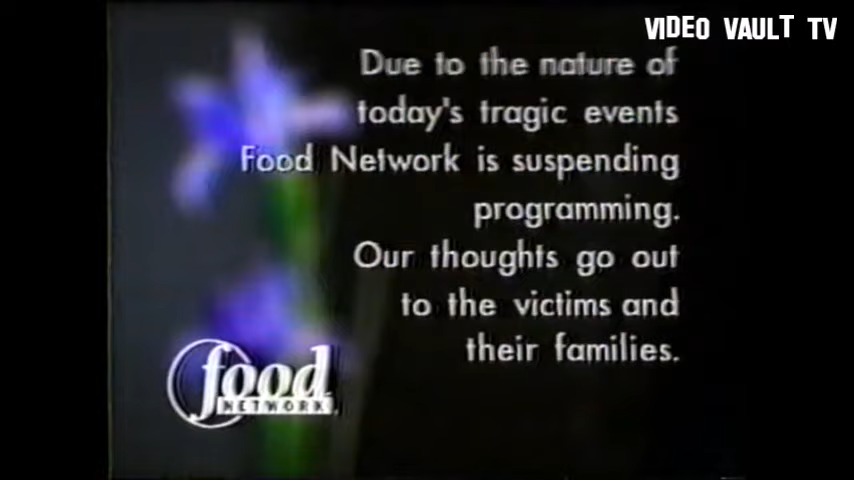 VIDEO VAULT TV
Due to the nature of
today's tragic events
Food Network is suspending
programming.
Our thoughts go out
to the victims and
their families.
food
NETWORK